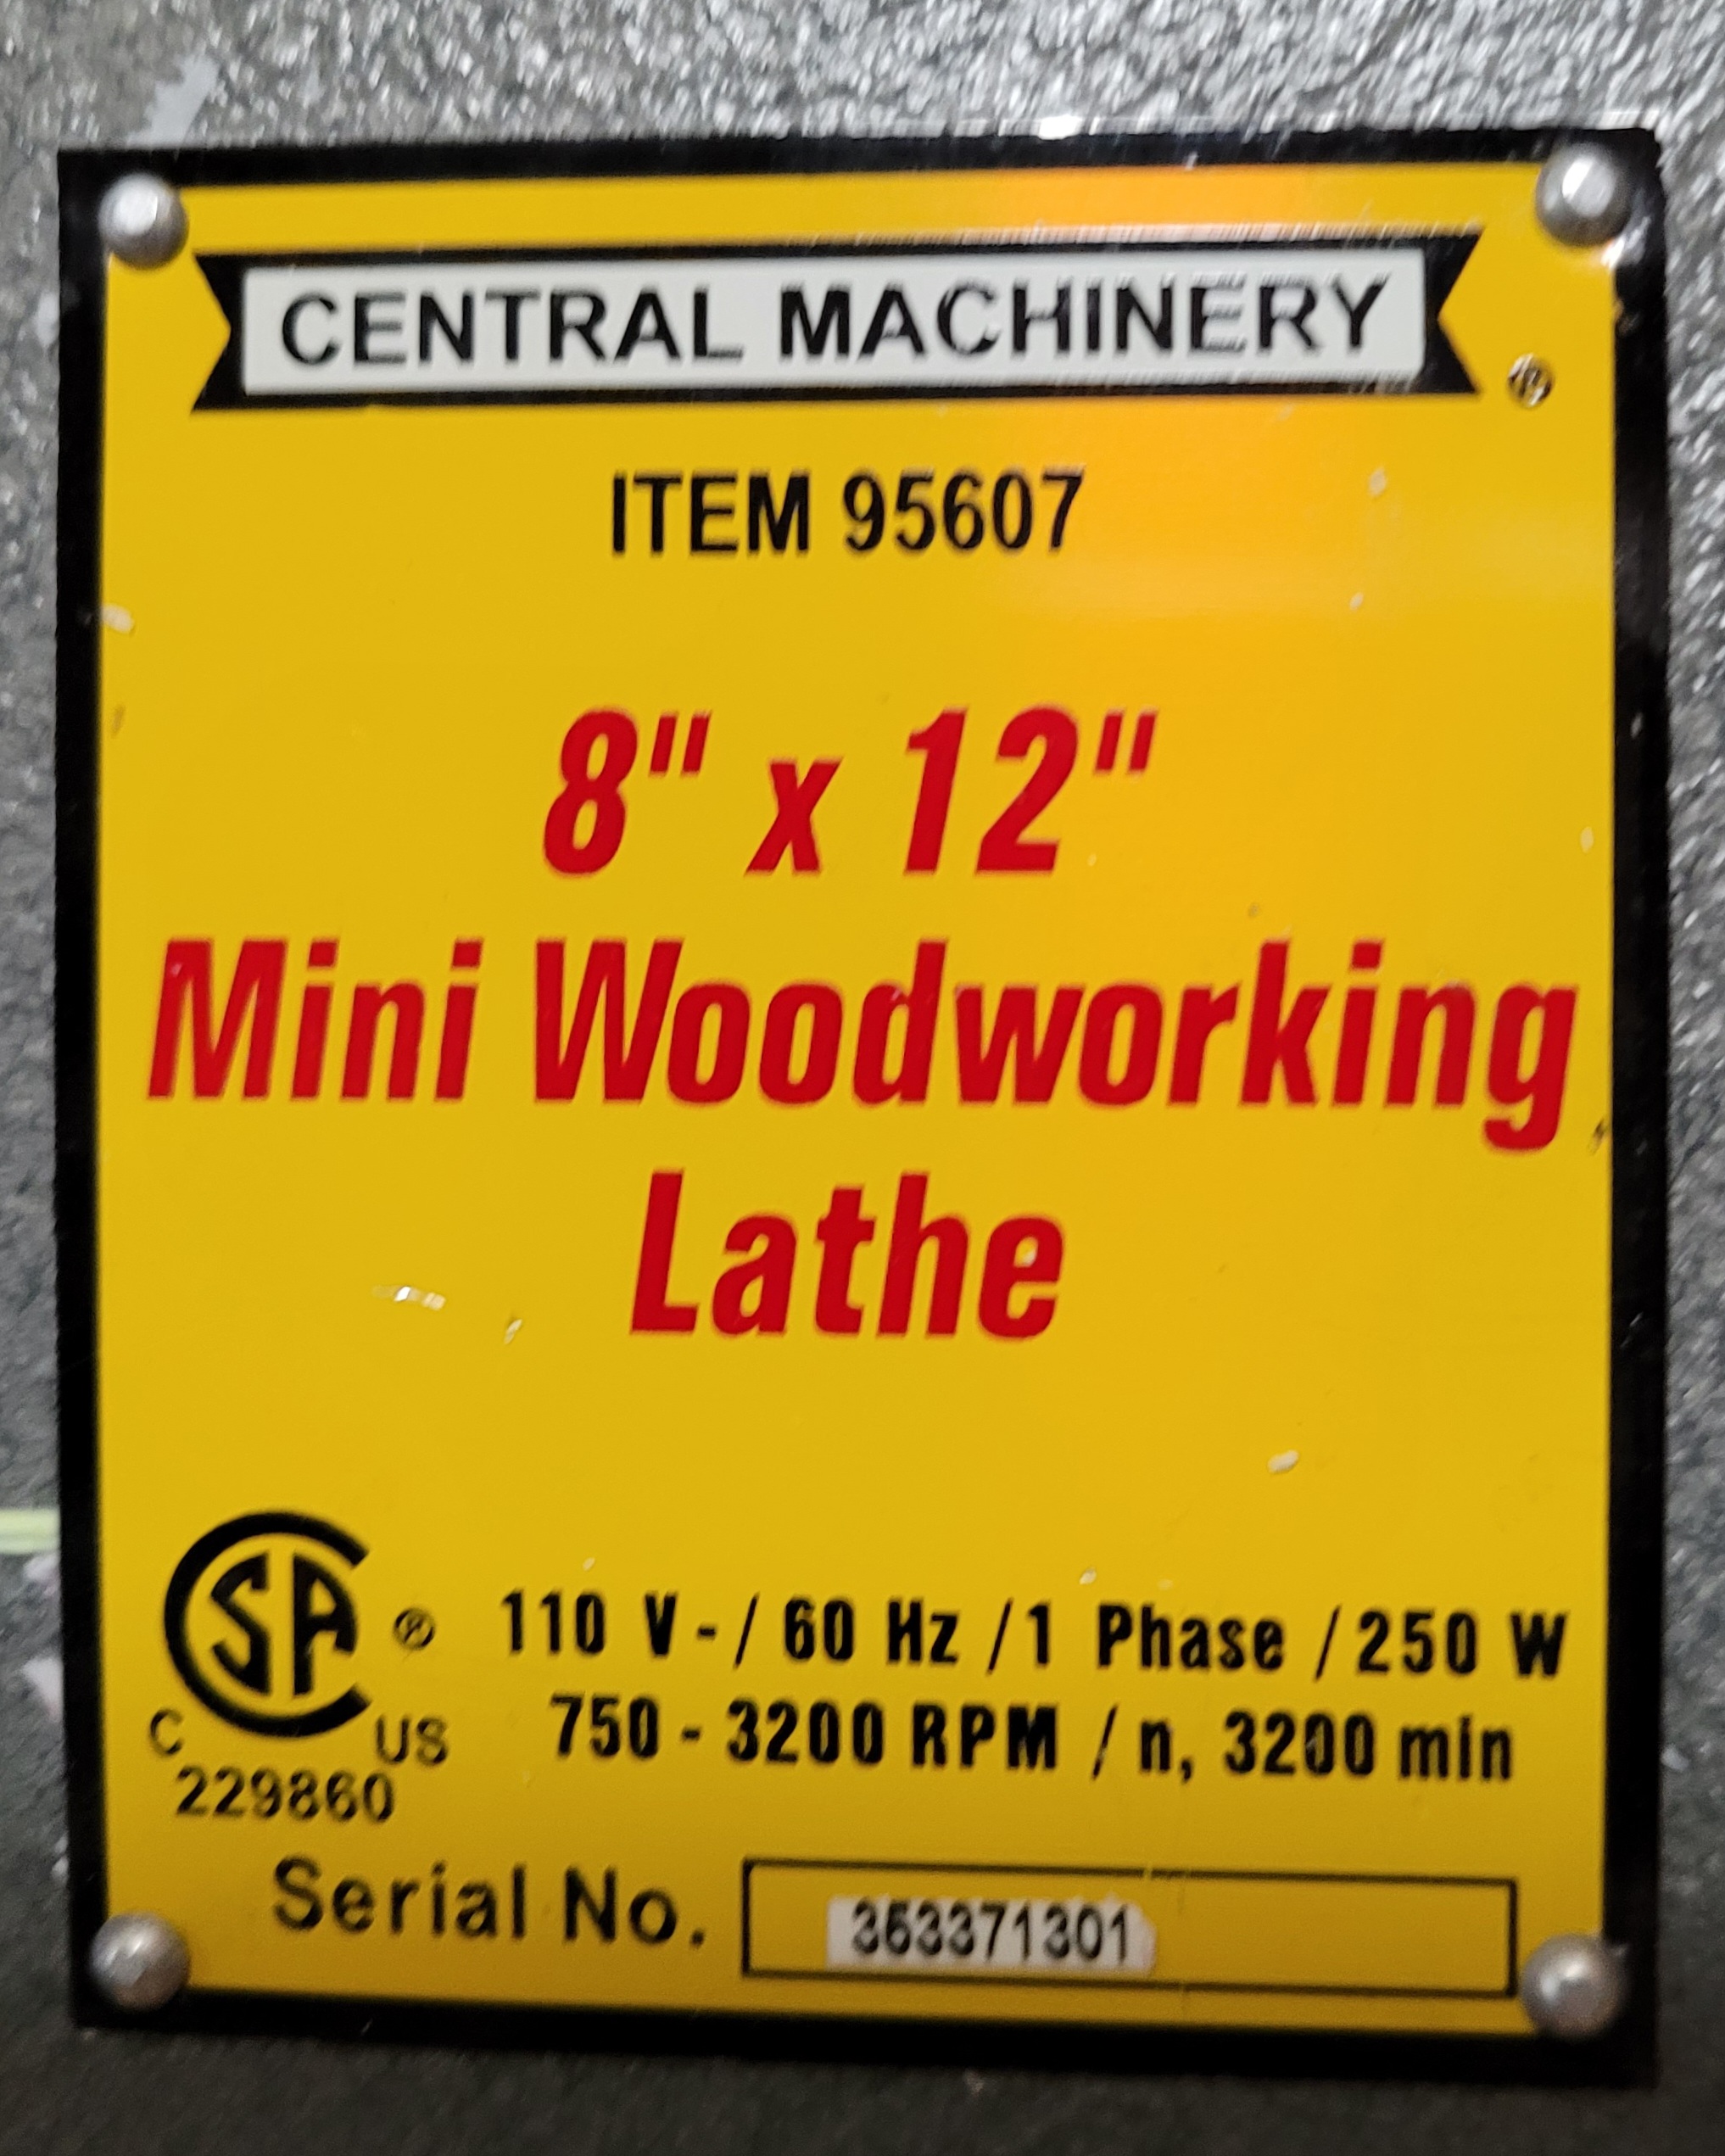 CENTRAL MACHINERY
®
ITEM 95607
8" x 12"
Mini Woodworking
Lathe
CSA ® 110 V - / 60 Hz / 1 Phase / 250 W
C US 750 - 3200 RPM / n, 3200 min
229860
Serial No.